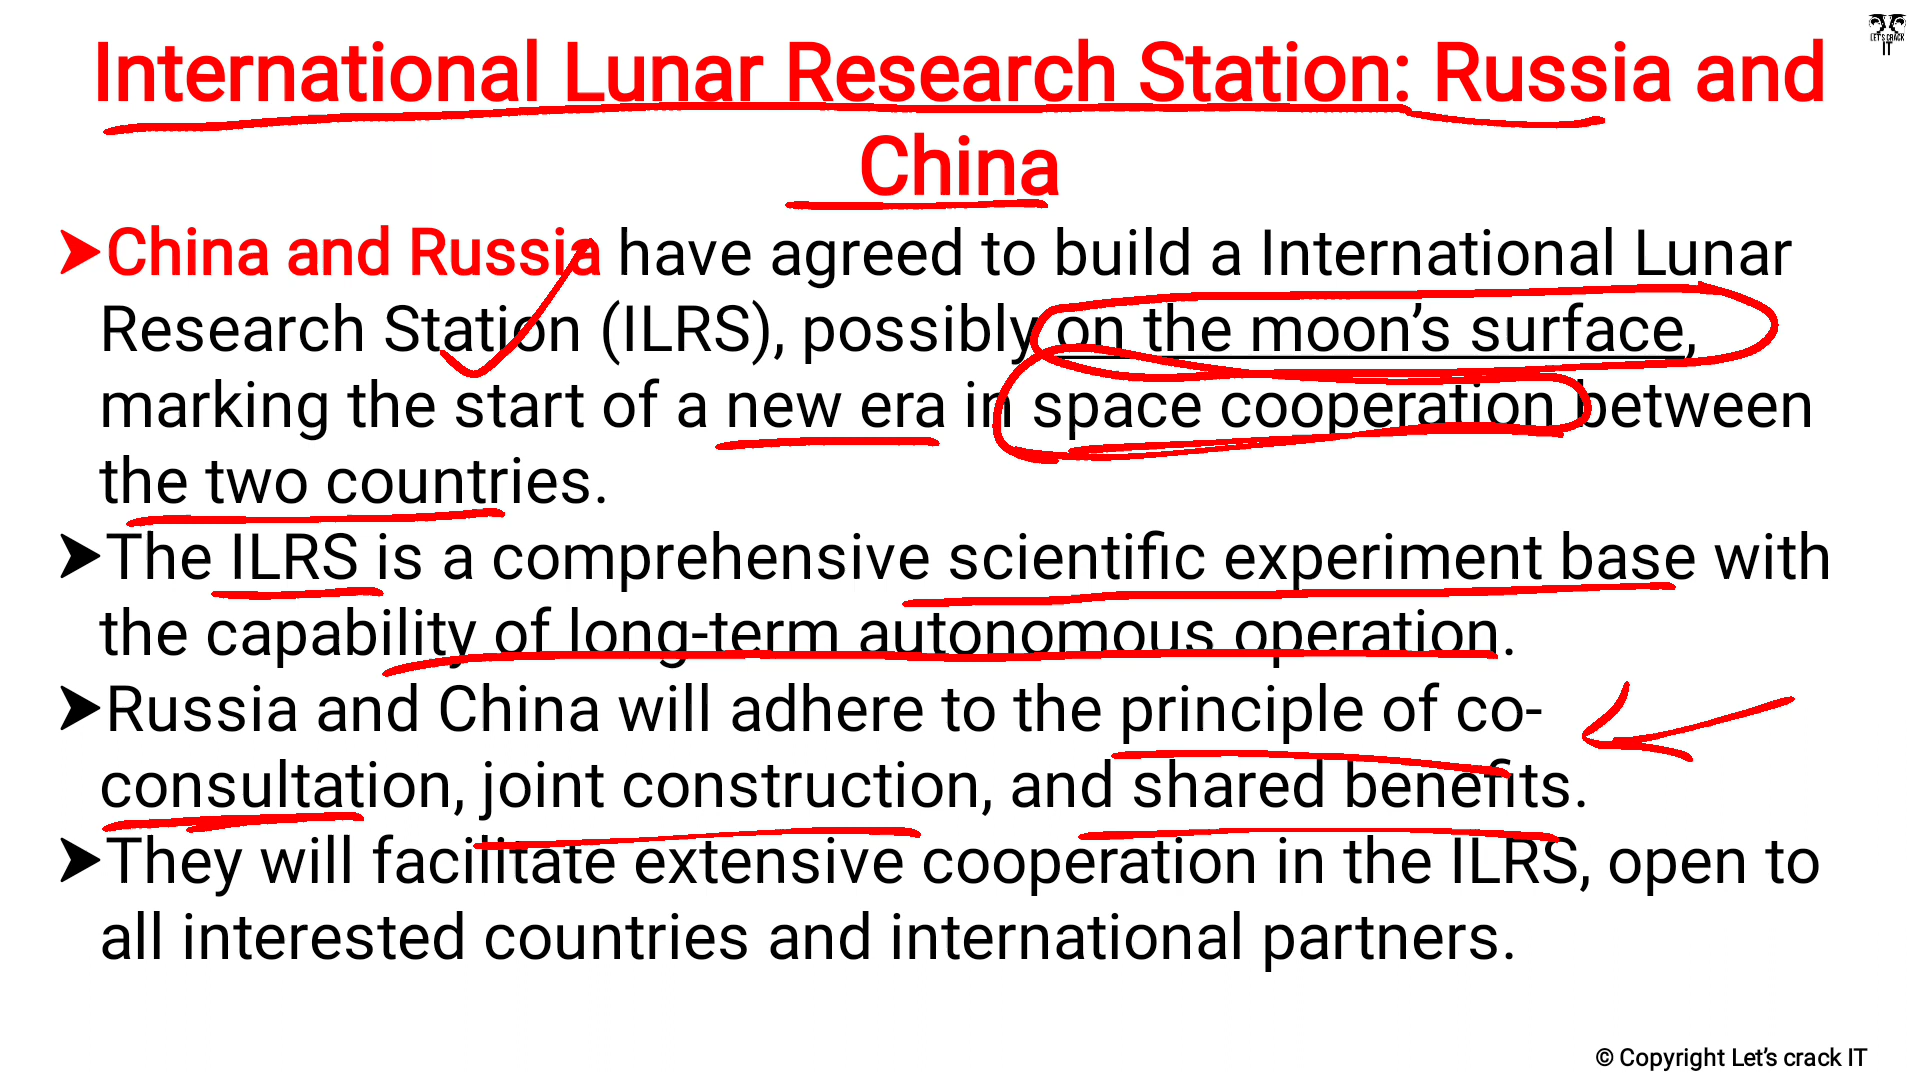 LET'S CRACK
IT
International Lunar Research Station: Russia and
China
➤China and Russia have agreed to build a International Lunar
Research Station (ILRS), possibly on the moon’s surface,
marking the start of a new era in space cooperation between
the two countries.
➤The ILRS is a comprehensive scientific experiment base with
the capability of long-term autonomous operation.
➤Russia and China will adhere to the principle of co-
consultation, joint construction, and shared benefits.
➤They will facilitate extensive cooperation in the ILRS, open to
all interested countries and international partners.
© Copyright Let’s crack IT